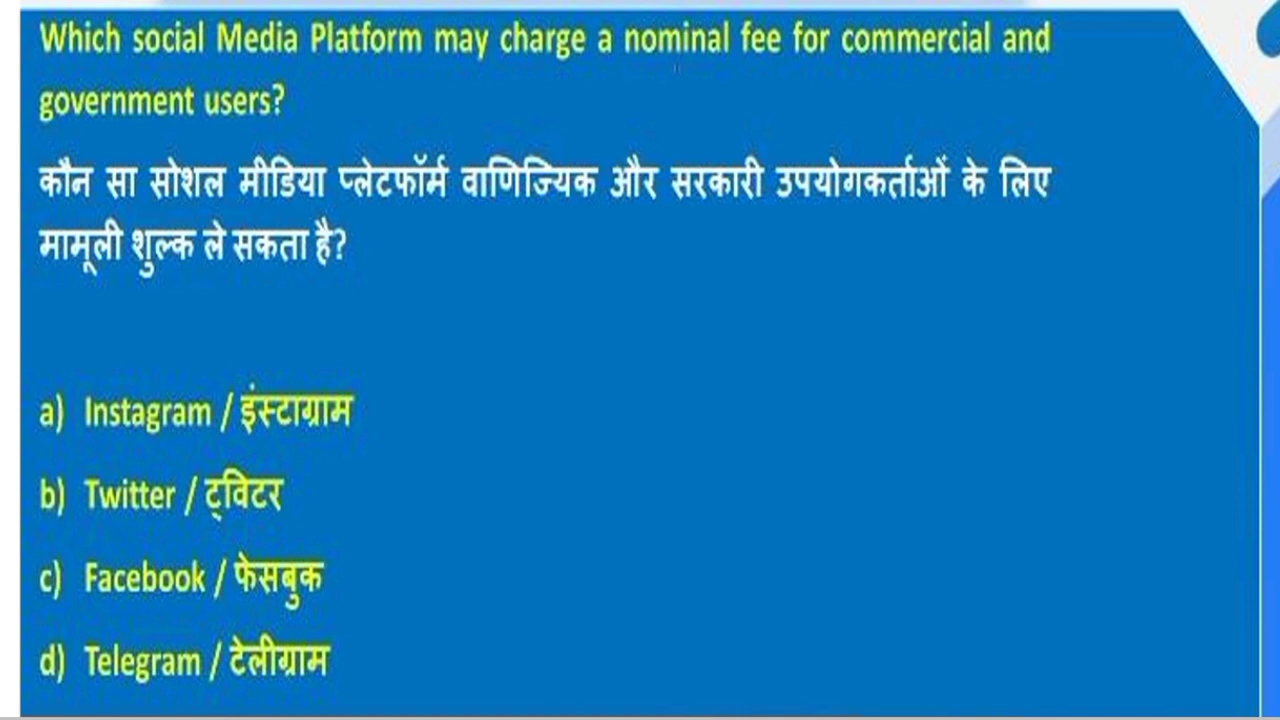 Which social Media Platform may charge a nominal fee for commercial and
government users?
कौन सा सोशल मीडिया प्लेटफॉर्म वाणिज्यिक और सरकारी उपयोगकर्ताओं के लिए
मामूली शुल्क ले सकता है?
a) Instagram / इंस्टाग्राम
b) Twitter / ट्विटर
c) Facebook / फेसबुक
d) Telegram / टेलीग्राम